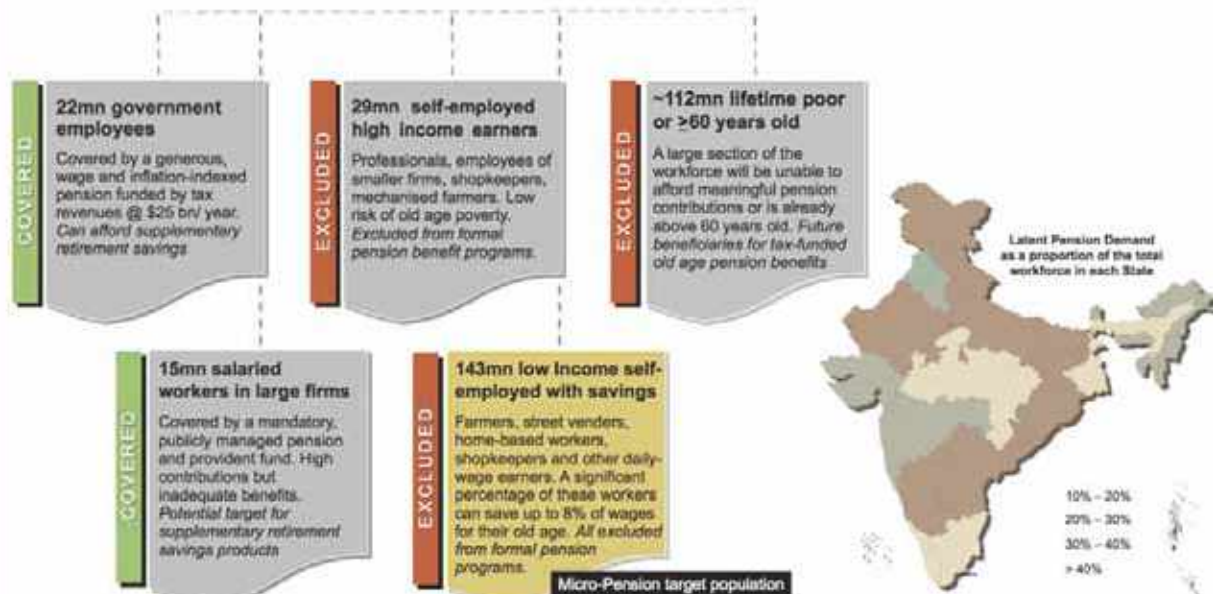 COVERED
22mn government
employees
Covered by a generous,
wage and inflation-indexed
pension funded by tax
revenues @ $25 bn/ year.
Can afford supplementary
retirement savings
EXCLUDED
29mn self-employed
high income earners
Professionals, employees of
smaller firms, shopkeepers,
mechanised farmers. Low
risk of old age poverty.
Excluded from formal
pension benefit programs.
EXCLUDED
~112mn lifetime poor
or ≥60 years old
A large section of the
workforce will be unable to
afford meaningful pension
contributions or is already
above 60 years old. Future
beneficiaries for tax-funded
old age pension benefits
COVERED
15mn salaried
workers in large firms
Covered by a mandatory,
publicly managed pension
and provident fund. High
contributions but
inadequate benefits.
Potential target for
supplementary retirement
savings products
EXCLUDED
143mn low Income self-
employed with savings
Farmers, street venders,
home-based workers,
shopkeepers and other daily-
wage earners. A significant
percentage of these workers
can save up to 8% of wages
for their old age. All excluded
from formal pension
programs.
Micro-Pension target population
Latent Pension Demand
as a proportion of the total
workforce in each State
10% – 20%
20% – 30%
30% – 40%
> 40%